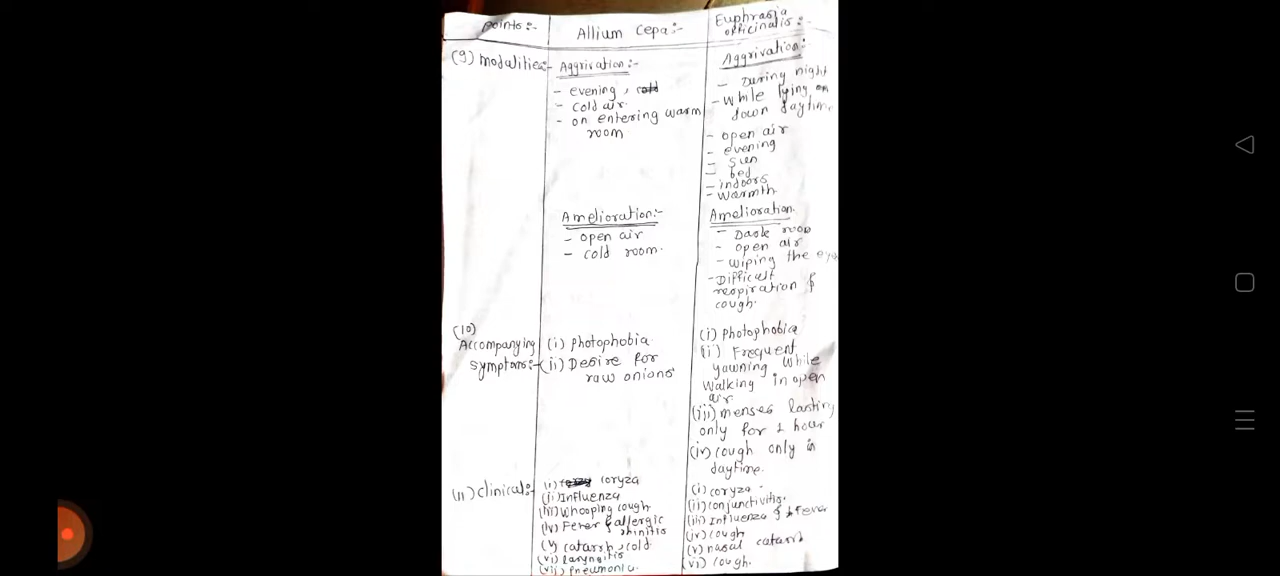 points:-
Allium Cepa:-
Euphrasia
officinalis:-
(9) Modalities:-
Aggrivation:-
- evening,
- cold air.
- on entering warm
room
Aggrivation:-
- During night
- While lying
down daytime
- open air
- evening
- sun
- bed
- indoors
- warmth
Amelioration:-
- open air
- cold room.
Amelioration.
- Dark room
- open air
- wiping the eyes
- Difficult
respiration &
cough.
(10)
Accompanying
symptoms:-
(i) Photophobia
(ii) Desire for
raw onions
(i) Photophobia
(ii) Frequent
yawning while
walking in open
air
(iii) menses lasting
only for 1 hour
(iv) cough only in
daytime.
(11) Clinical:-
(i) coryza
(ii) Influenza
(iii) Whooping cough
(iv) Fever & allergic
rhinitis
(v) catarrh, cold
(vi) Laryngitis
(vii) Pneumonia.
(i) coryza
(ii) conjunctivitis.
(iii) Influenza & Fever
(iv) cough
(v) nasal catarrh
(vi) cough.